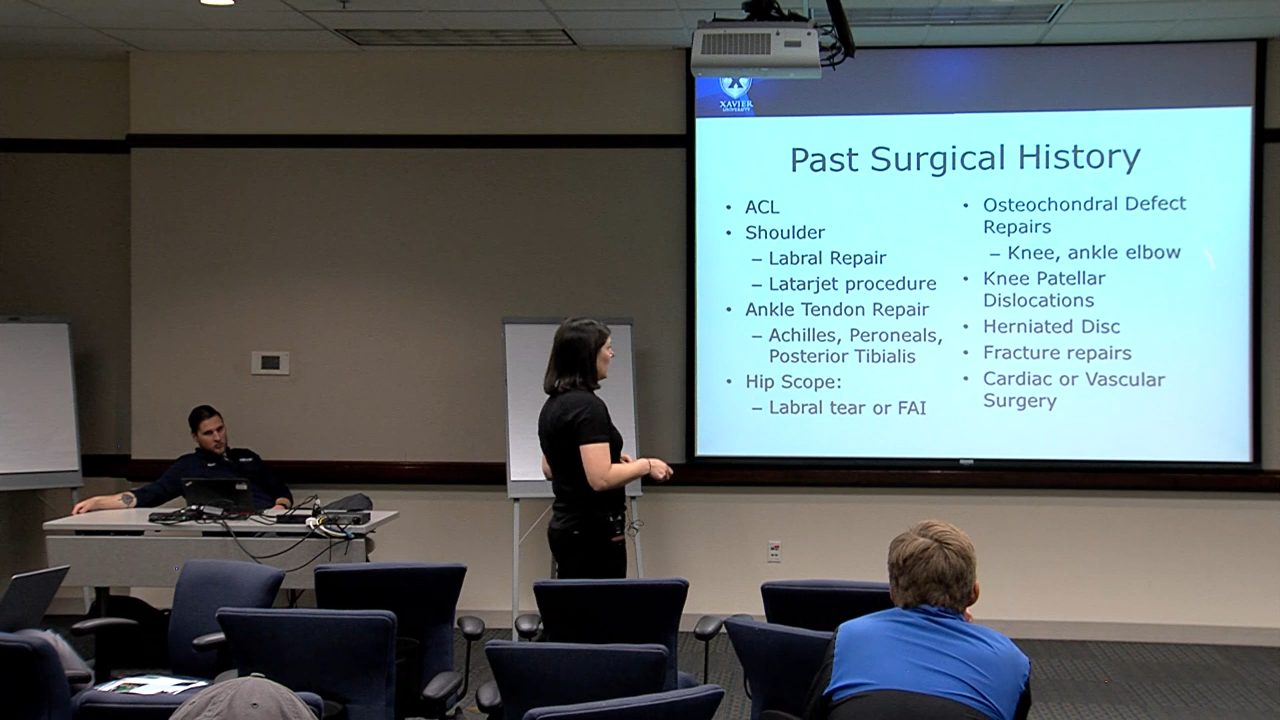 XAVIER
UNIVERSITY
Past Surgical History
• ACL
• Shoulder
– Labral Repair
– Latarjet procedure
• Ankle Tendon Repair
– Achilles, Peroneals,
Posterior Tibialis
• Hip Scope:
– Labral tear or FAI
• Osteochondral Defect
Repairs
– Knee, ankle elbow
• Knee Patellar
Dislocations
• Herniated Disc
• Fracture repairs
• Cardiac or Vascular
Surgery